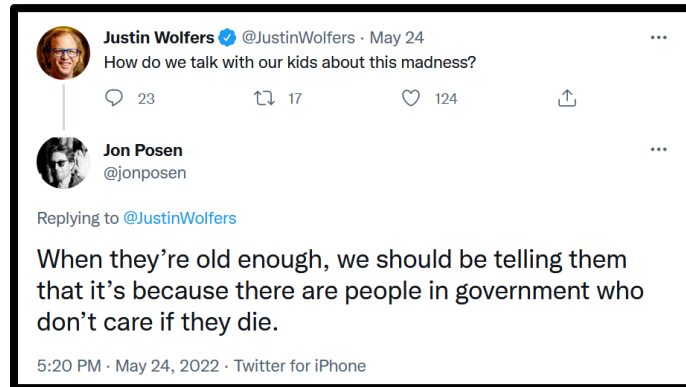 Justin Wolfers @JustinWolfers · May 24
How do we talk with our kids about this madness?
23 17 124
Jon Posen
@jonposen
Replying to @JustinWolfers
When they’re old enough, we should be telling them
that it’s because there are people in government who
don’t care if they die.
5:20 PM · May 24, 2022 · Twitter for iPhone